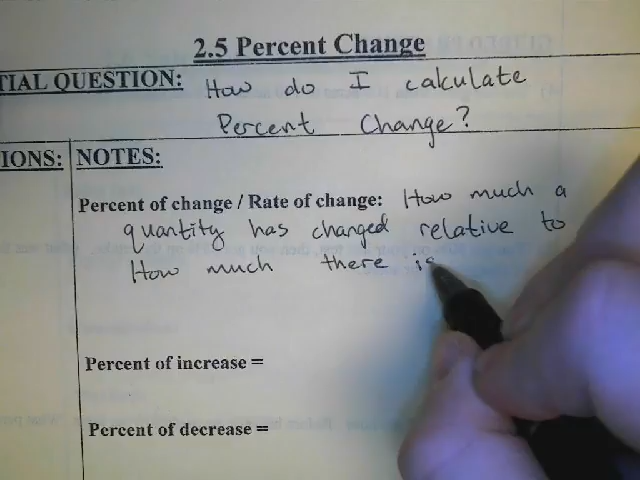 2.5 Percent Change
TIAL QUESTION: How do I calculate
Percent Change?
IONS: NOTES:
Percent of change / Rate of change: How much a
quantity has changed relative to
How much there is
Percent of increase =
Percent of decrease =